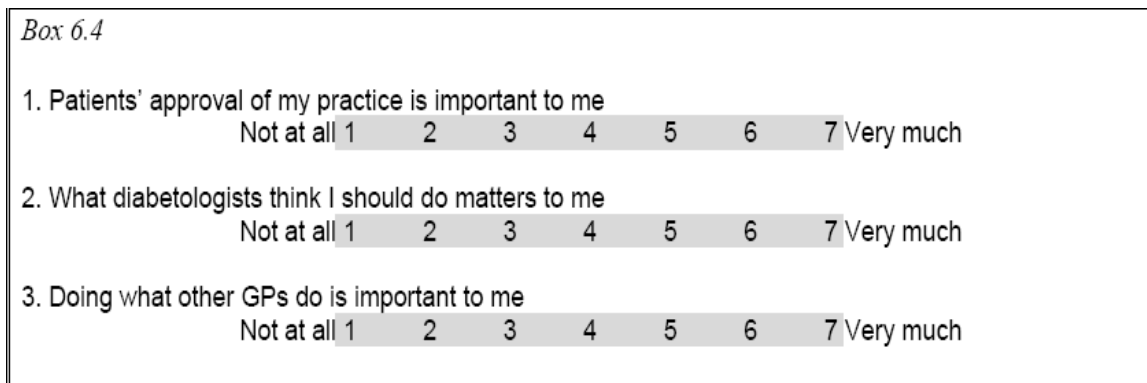 Box 6.4
1. Patients’ approval of my practice is important to me
Not at all 1 2 3 4 5 6 7 Very much
2. What diabetologists think I should do matters to me
Not at all 1 2 3 4 5 6 7 Very much
3. Doing what other GPs do is important to me
Not at all 1 2 3 4 5 6 7 Very much